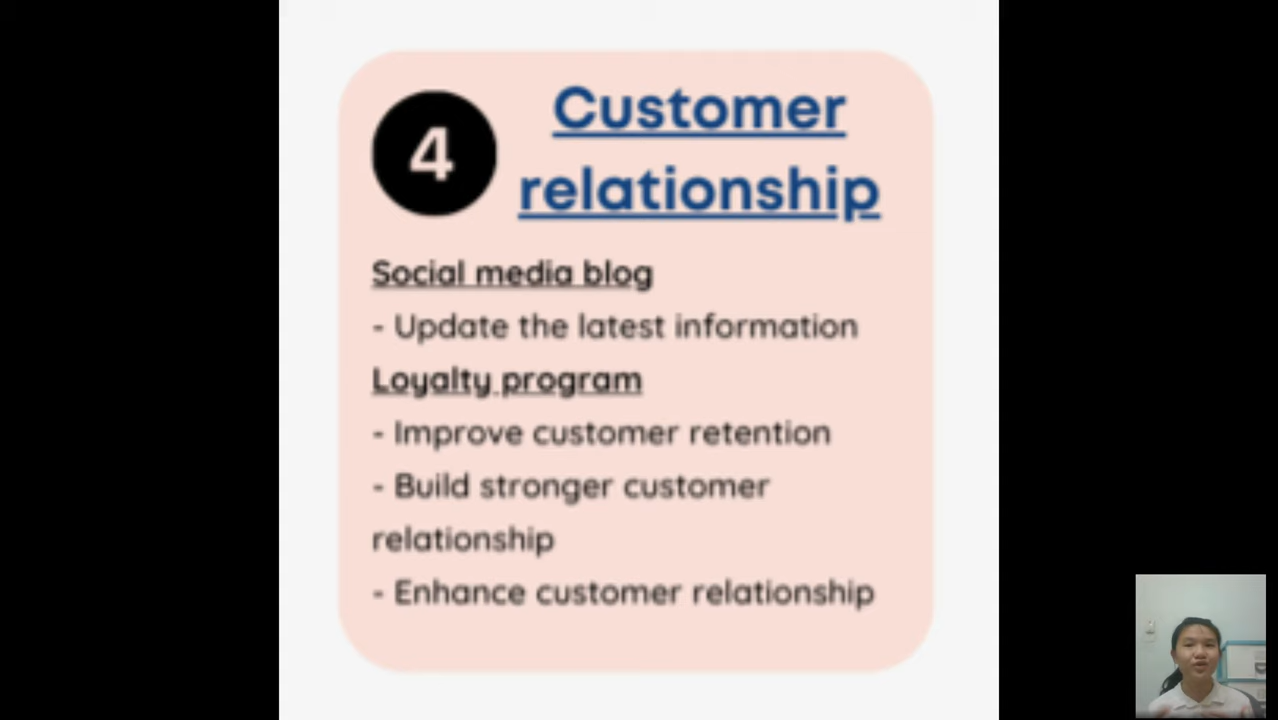 4
Customer
relationship
Social media blog
- Update the latest information
Loyalty program
- Improve customer retention
- Build stronger customer
relationship
- Enhance customer relationship